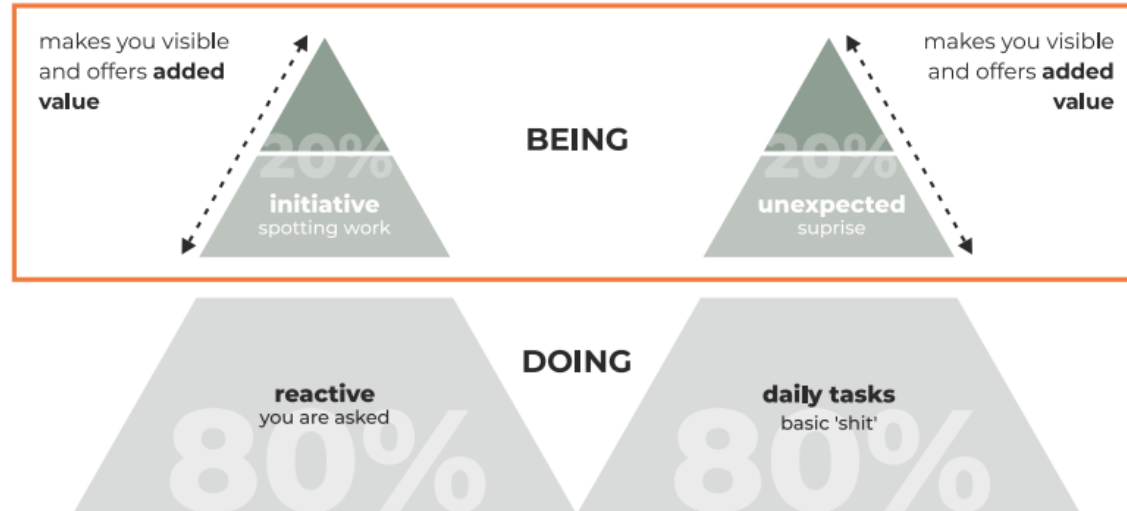 makes you visible
and offers added
value
makes you visible
and offers added
value
BEING
20%
initiative
spotting work
20%
unexpected
suprise
DOING
reactive
you are asked
80%
daily tasks
basic 'shit'
80%